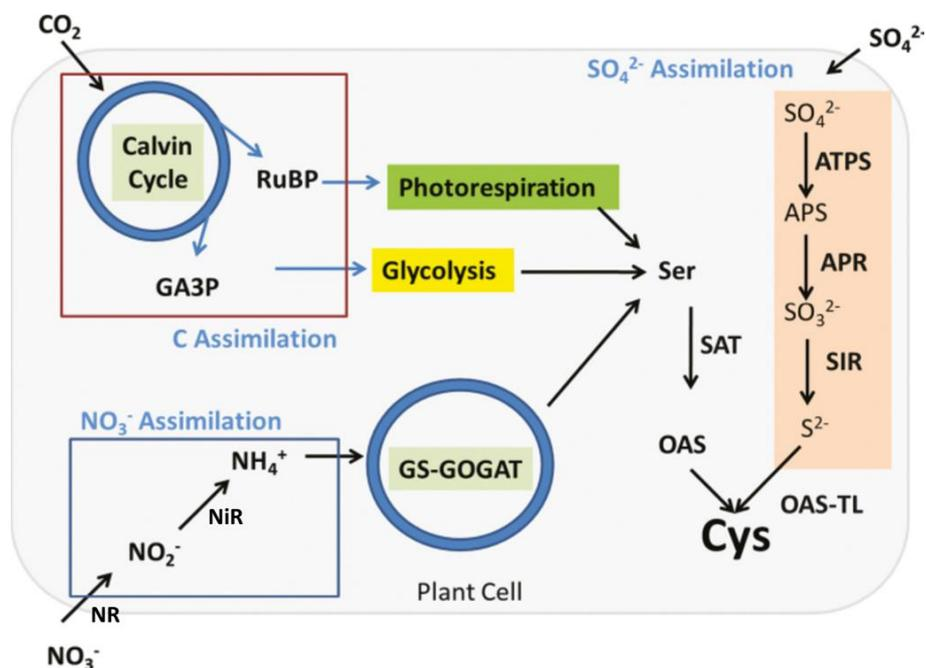 CO₂
SO₄²⁻
SO₄²⁻ Assimilation
Calvin
Cycle
RuBP
Photorespiration
GA3P
Glycolysis
Ser
C Assimilation
SO₄²⁻
ATPS
APS
APR
SO₃²⁻
SIR
S²⁻
SAT
OAS
OAS-TL
Cys
NO₃⁻ Assimilation
NH₄⁺
GS-GOGAT
NiR
NO₂⁻
NR
NO₃⁻
Plant Cell